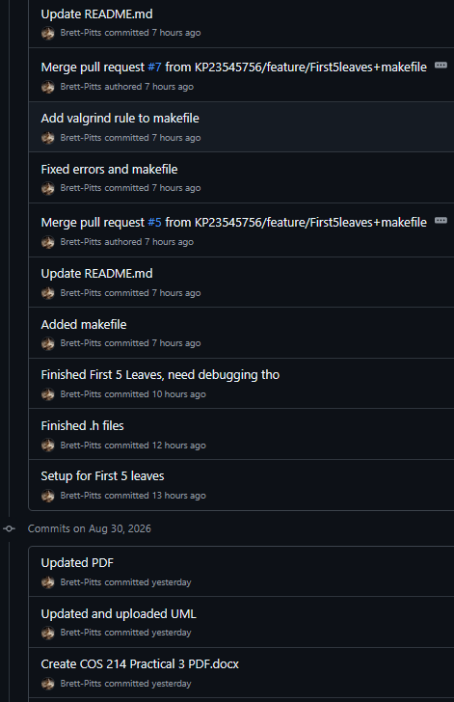 Update README.md
Brett-Pitts committed 7 hours ago
Merge pull request #7 from KP23545756/feature/First5leaves+makefile
Brett-Pitts authored 7 hours ago
Add valgrind rule to makefile
Brett-Pitts committed 7 hours ago
Fixed errors and makefile
Brett-Pitts committed 7 hours ago
Merge pull request #5 from KP23545756/feature/First5leaves+makefile
Brett-Pitts authored 7 hours ago
Update README.md
Brett-Pitts committed 7 hours ago
Added makefile
Brett-Pitts committed 7 hours ago
Finished First 5 Leaves, need debugging tho
Brett-Pitts committed 10 hours ago
Finished .h files
Brett-Pitts committed 12 hours ago
Setup for First 5 leaves
Brett-Pitts committed 13 hours ago
Commits on Aug 30, 2026
Updated PDF
Brett-Pitts committed yesterday
Updated and uploaded UML
Brett-Pitts committed yesterday
Create COS 214 Practical 3 PDF.docx
Brett-Pitts committed yesterday